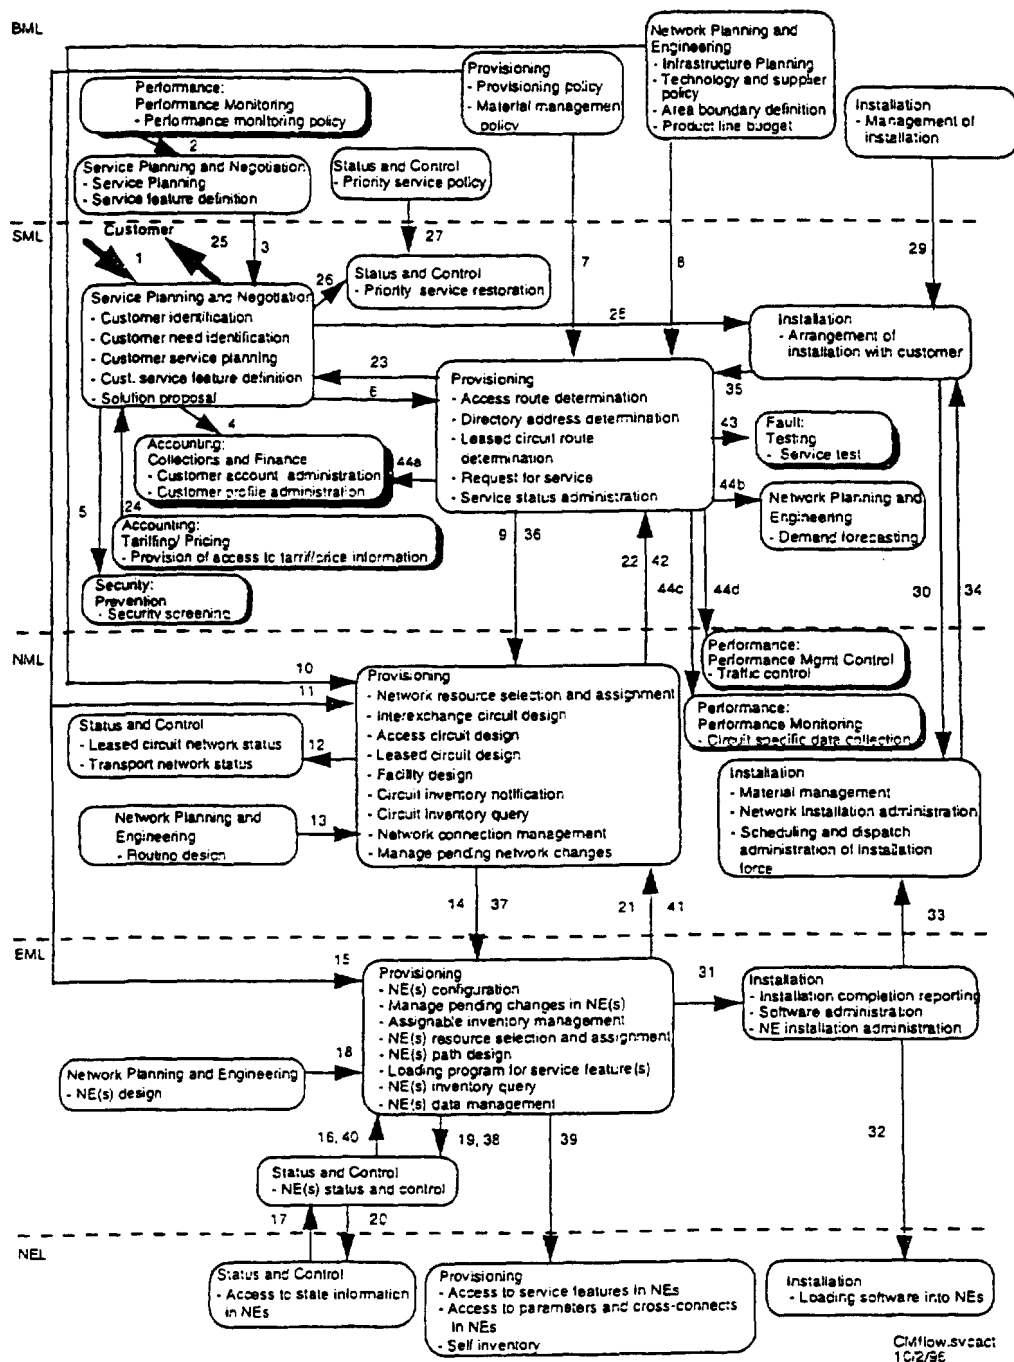 BML
Network Planning and
Engineering
- Infrastructure Planning
- Technology and supplier
policy
- Area boundary definition
- Product line budget
Provisioning
- Provisioning policy
- Material management
policy
Performance:
Performance Monitoring
- Performance monitoring policy
Installation
- Management of
installation
2
Service Planning and Negotiation
- Service Planning
- Service feature definition
Status and Control
- Priority service policy
SML
Customer
1
25
3
27
7
8
29
26
Status and Control
- Priority service restoration
Service Planning and Negotiation
- Customer identification
- Customer need identification
- Customer service planning
- Cust. service feature definition
- Solution proposal
Installation
- Arrangement of
installation with customer
23
6
35
Provisioning
- Access route determination
- Directory address determination
- Leased circuit route
determination
- Request for service
- Service status administration
43
Fault:
Testing
- Service test
4
Accounting:
Collections and Finance
- Customer account administration
- Customer profile administration
44a
44b
Network Planning and
Engineering
- Demand forecasting
5
24
Accounting:
Tariffing/ Pricing
- Provision of access to tarrif/price information
9
36
22
42
44c
44d
30
34
Security:
Prevention
- Security screening
NML
Performance:
Performance Mgmt Control
- Traffic control
Performance:
Performance Monitoring
- Circuit specific data collection
10
11
Provisioning
- Network resource selection and assignment
- Interexchange circuit design
- Access circuit design
- Leased circuit design
- Facility design
- Circuit inventory notification
- Circuit Inventory query
- Network connection management
- Manage pending network changes
Status and Control
- Leased circuit network status
- Transport network status
12
Network Planning and
Engineering
- Routing design
13
Installation
- Material management
- Network Installation administration
- Scheduling and dispatch
administration of Installation
force
14
37
21
41
33
EML
15
Provisioning
- NE(s) configuration
- Manage pending changes in NE(s)
- Assignable inventory management
- NE(s) resource selection and assignment
- NE(s) path design
- Loading program for service feature(s)
- NE(s) inventory query
- NE(s) data management
31
Installation
- Installation completion reporting
- Software administration
- NE installation administration
18
Network Planning and Engineering
- NE(s) design
16, 40
19, 38
39
32
Status and Control
- NE(s) status and control
17
20
NEL
Status and Control
- Access to state information
in NEs
Provisioning
- Access to service features in NEs
- Access to parameters and cross-connects
in NEs
- Self inventory
Installation
- Loading software into NEs